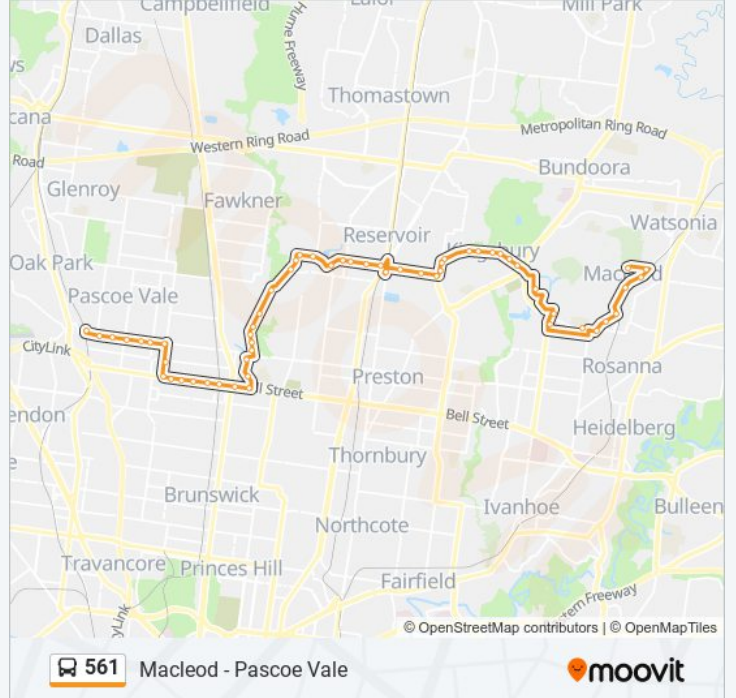 Campbellfield
Lalor
Mill Park
Dallas
Hume Freeway
Thomastown
Western Ring Road
Metropolitan Ring Road
Road
Bundoora
Glenroy
Fawkner
Watsonia
Reservoir
Kingsbury
Oak Park
Macleod
Pascoe Vale
CityLink
Rosanna
Preston
Bell Street
Bell Street
Heidelberg
Thornbury
Brunswick
Ivanhoe
Bulleen
Northcote
Travancore
Princes Hill
Fairfield
© OpenStreetMap contributors | © OpenMapTiles
561 Macleod - Pascoe Vale
moovit